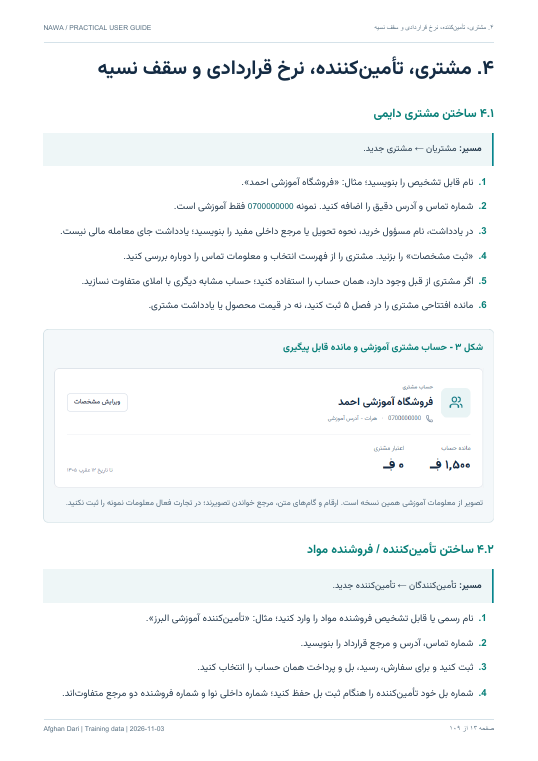 NAWA / PRACTICAL USER GUIDE
۴. مشتری، تأمین‌کننده، نرخ قراردادی و سقف نسیه
۴. مشتری، تأمین‌کننده، نرخ قراردادی و سقف نسیه
۴.۱ ساختن مشتری دایمی
مسیر: مشتریان ← مشتری جدید.
1. نام قابل تشخیص را بنویسید؛ مثال: «فروشگاه آموزشی احمد».
2. شماره تماس و آدرس دقیق را اضافه کنید. نمونه 0700000000 فقط آموزشی است.
3. در یادداشت، نام مسؤول خرید، نحوه تحویل یا مرجع داخلی مفید را بنویسید؛ یادداشت جای معامله مالی نیست.
4. «ثبت مشخصات» را بزنید. مشتری را از فهرست انتخاب و معلومات تماس را دوباره بررسی کنید.
5. اگر مشتری از قبل وجود دارد، همان حساب را استفاده کنید؛ حساب مشابه دیگری با املای متفاوت نسازید.
6. مانده افتتاحی مشتری را در فصل ۵ ثبت کنید، نه در قیمت محصول یا یادداشت مشتری.
شکل ۳ - حساب مشتری آموزشی و مانده قابل پیگیری
حساب مشتری
فروشگاه آموزشی احمد
0700000000 · هرات - آدرس آموزشی
ویرایش مشخصات
مانده حساب
۱,۵۰۰ ؋
اعتبار مشتری
۰ ؋
تا تاریخ ۱۲ عقرب ۱۴۰۵
تصویر از معلومات آموزشی همین نسخه است. ارقام و گام‌های متن، مرجع خواندن تصویرند؛ در تجارت فعال معلومات نمونه را ثبت نکنید.
۴.۲ ساختن تأمین‌کننده / فروشنده مواد
مسیر: تأمین‌کنندگان ← تأمین‌کننده جدید.
1. نام رسمی یا قابل تشخیص فروشنده مواد را وارد کنید؛ مثال: «تأمین‌کننده آموزشی البرز».
2. شماره تماس، آدرس و مرجع قرارداد را بنویسید.
3. ثبت کنید و برای سفارش، رسید، بل و پرداخت همان حساب را انتخاب کنید.
4. شماره بل خود تأمین‌کننده را هنگام ثبت بل حفظ کنید؛ شماره داخلی نوا و شماره فروشنده دو مرجع متفاوت‌اند.
Afghan Dari | Training data | 2026-11-03
صفحه ۱۳ از ۱۰۹